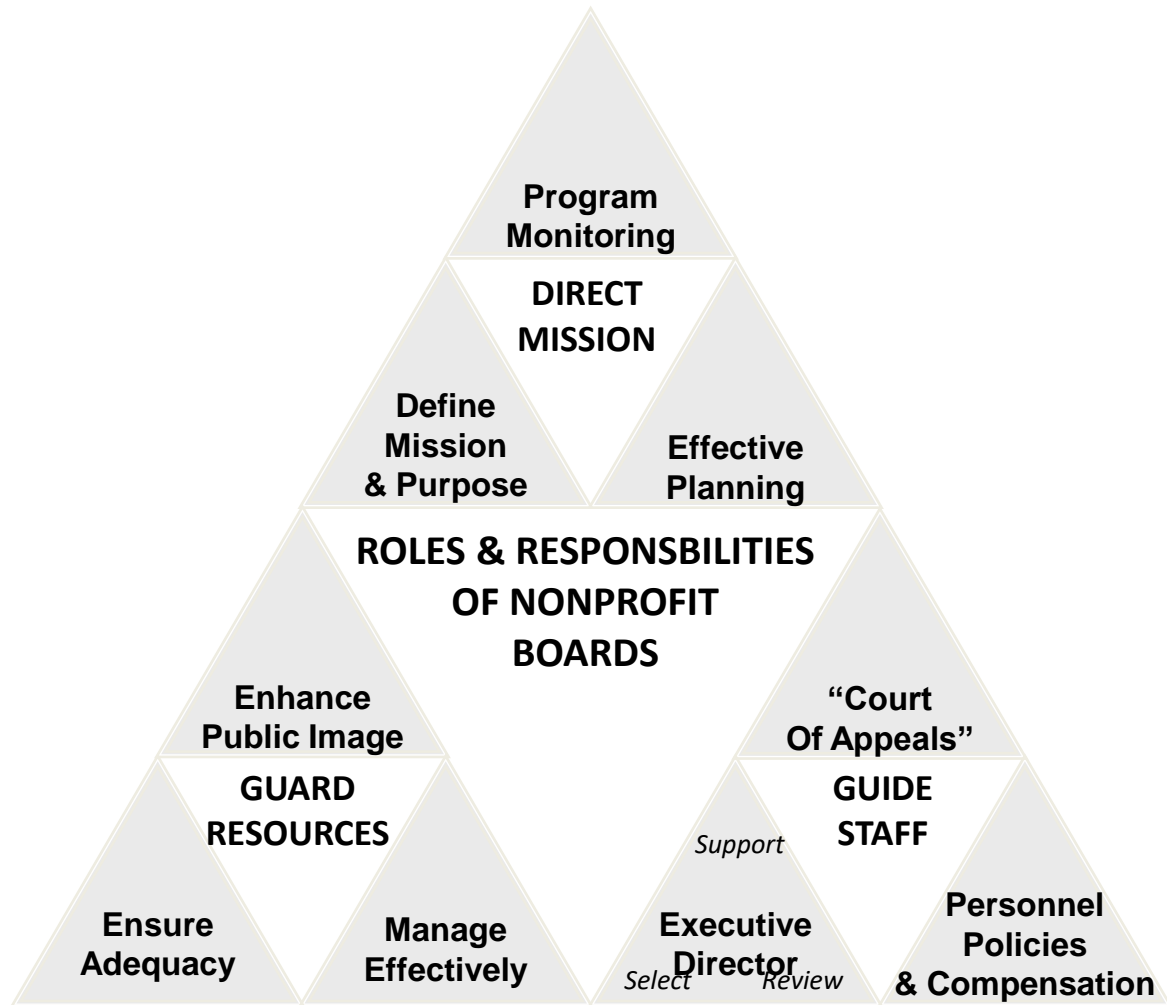 Program
Monitoring
DIRECT
MISSION
Define
Mission
& Purpose
Effective
Planning
ROLES & RESPONSBILITIES
OF NONPROFIT
BOARDS
Enhance
Public Image
“Court
Of Appeals”
GUARD
RESOURCES
GUIDE
STAFF
Ensure
Adequacy
Manage
Effectively
Support
Executive
Director
Select
Review
Personnel
Policies
& Compensation